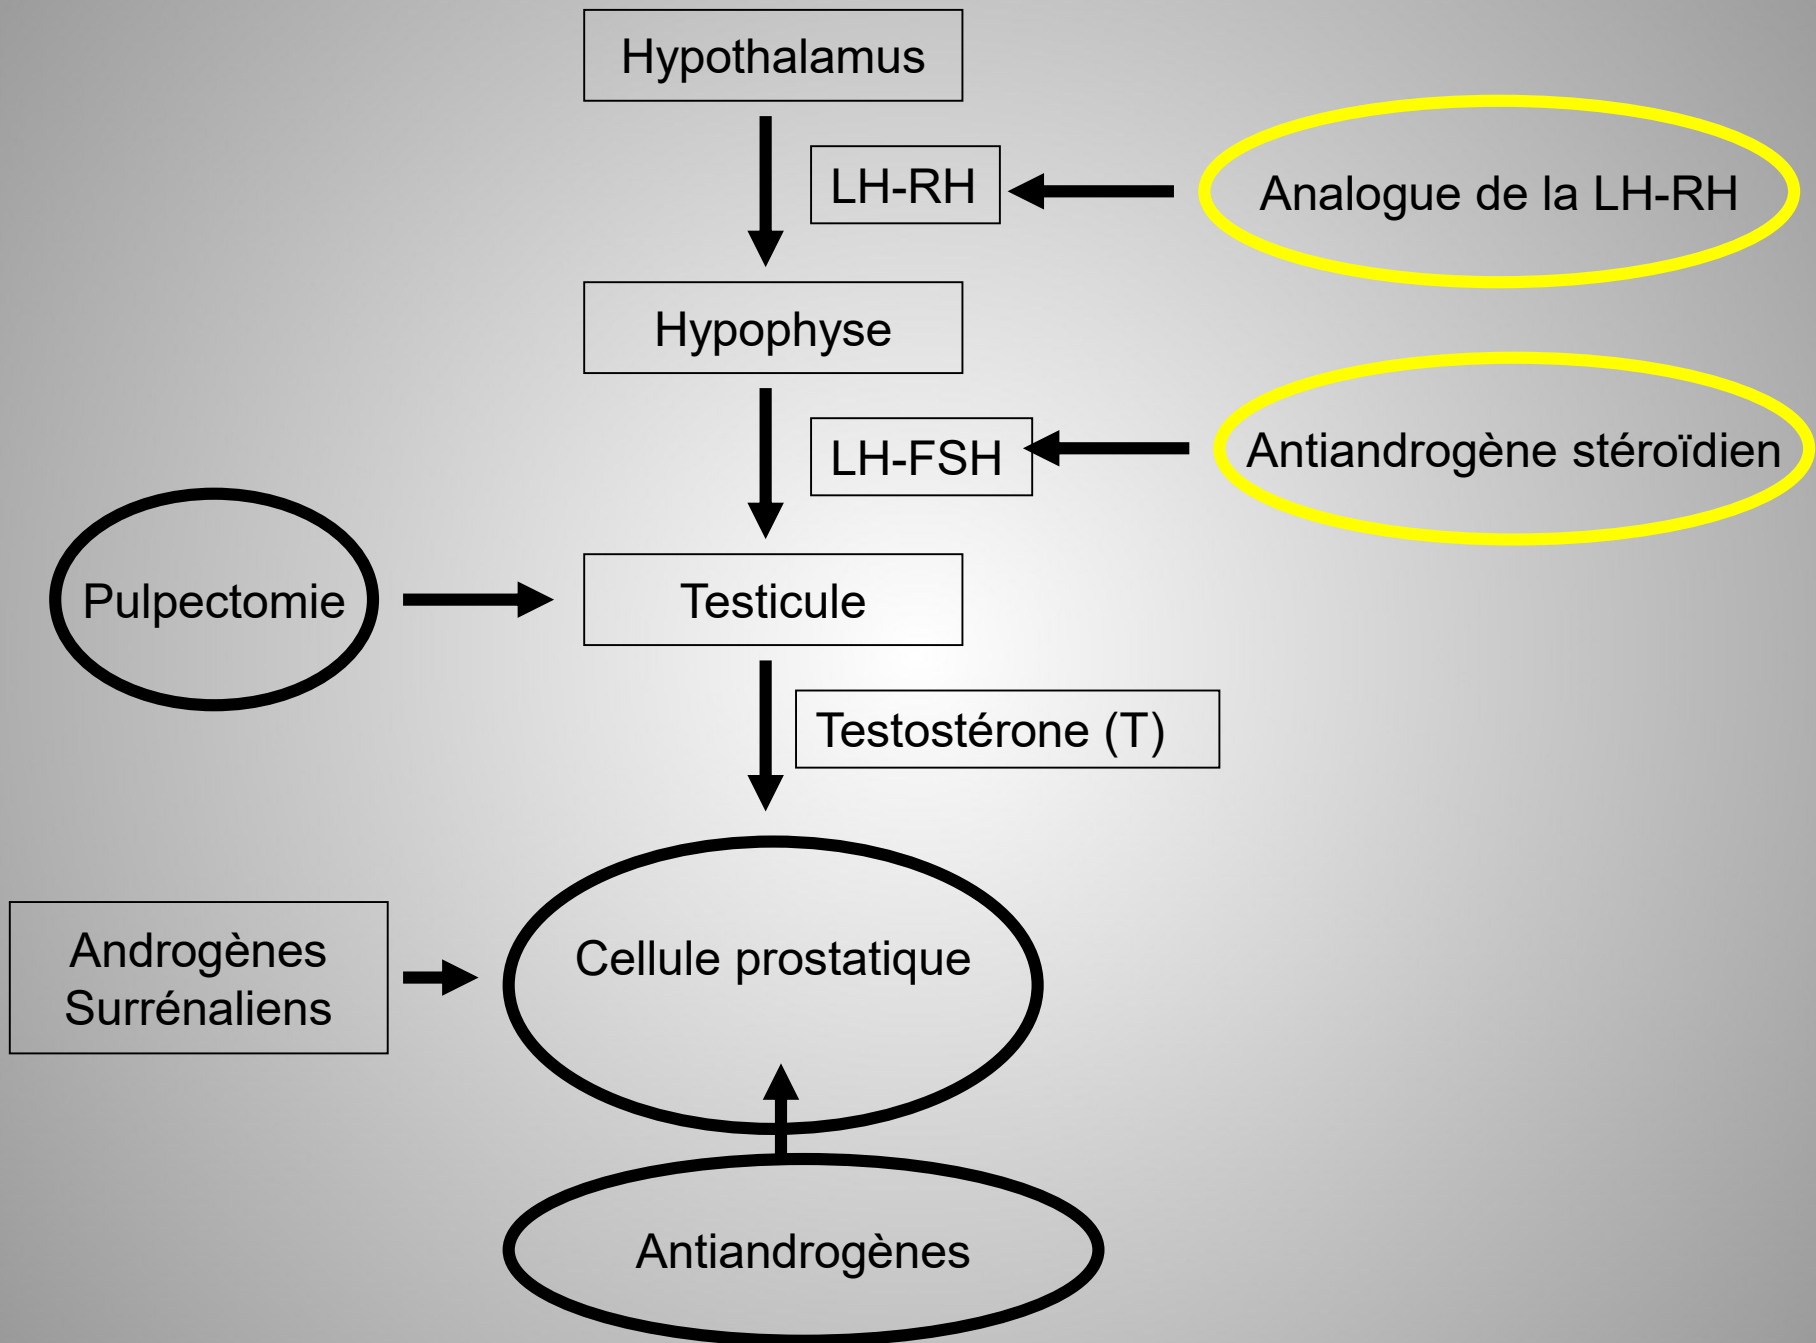 Hypothalamus
LH-RH
Analogue de la LH-RH
Hypophyse
LH-FSH
Antiandrogène stéroïdien
Pulpectomie
Testicule
Testostérone (T)
Androgènes
Surrénaliens
Cellule prostatique
Antiandrogènes